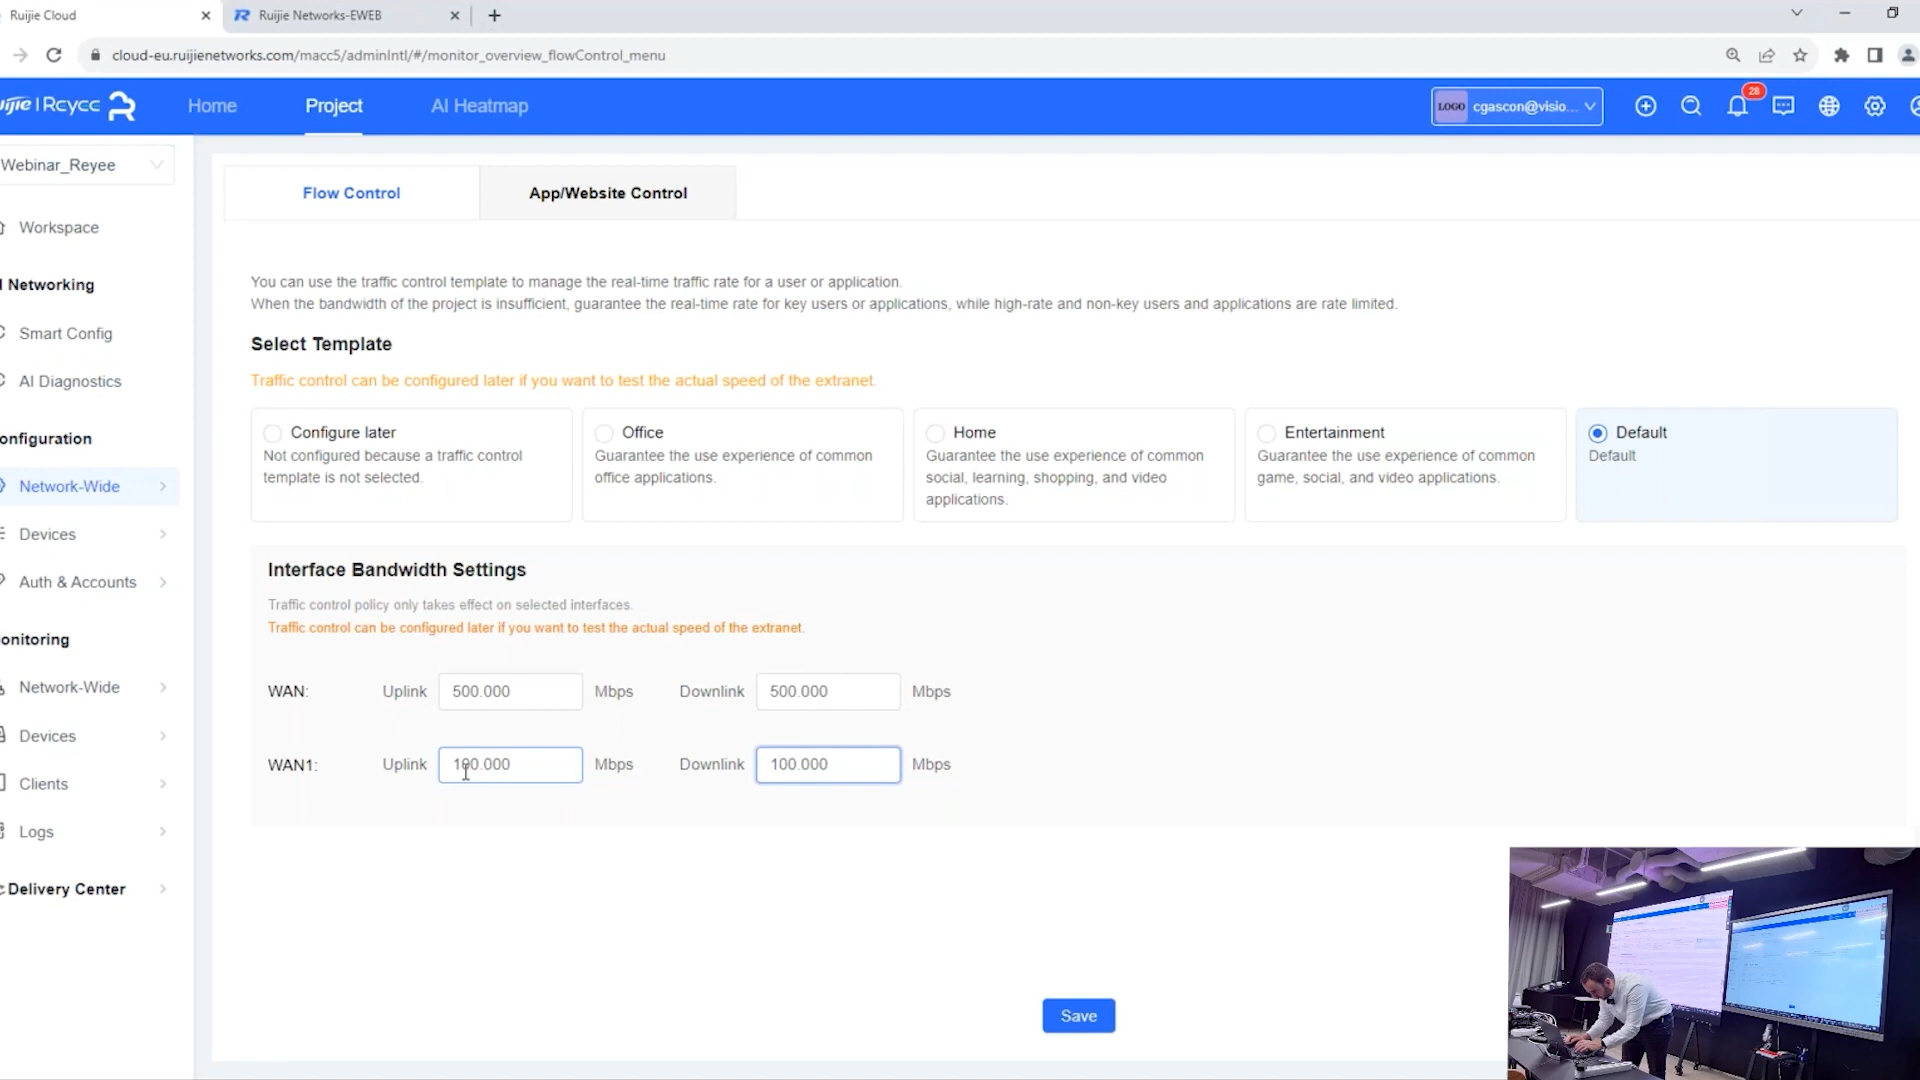 Ruijie Cloud
Ruijie Networks-EWEB
cloud-eu.ruijienetworks.com/macc5/adminIntl/#/monitor_overview_flowControl_menu
uijie | Reyee
Home
Project
AI Heatmap
LOGO cgascon@visio...
28
Webinar_Reyee
Flow Control
App/Website Control
Workspace
You can use the traffic control template to manage the real-time traffic rate for a user or application.
Networking
When the bandwidth of the project is insufficient, guarantee the real-time rate for key users or applications, while high-rate and non-key users and applications are rate limited.
Smart Config
Select Template
AI Diagnostics
Traffic control can be configured later if you want to test the actual speed of the extranet.
onfiguration
Configure later
Not configured because a traffic control
template is not selected.
Office
Guarantee the use experience of common
office applications.
Home
Guarantee the use experience of common
social, learning, shopping, and video
applications.
Entertainment
Guarantee the use experience of common
game, social, and video applications.
Default
Default
Network-Wide
Devices
Auth & Accounts
Interface Bandwidth Settings
Traffic control policy only takes effect on selected interfaces.
Traffic control can be configured later if you want to test the actual speed of the extranet.
onitoring
Network-Wide
WAN: Uplink 500.000 Mbps Downlink 500.000 Mbps
Devices
WAN1: Uplink 100.000 Mbps Downlink 100.000 Mbps
Clients
Logs
Delivery Center
Save